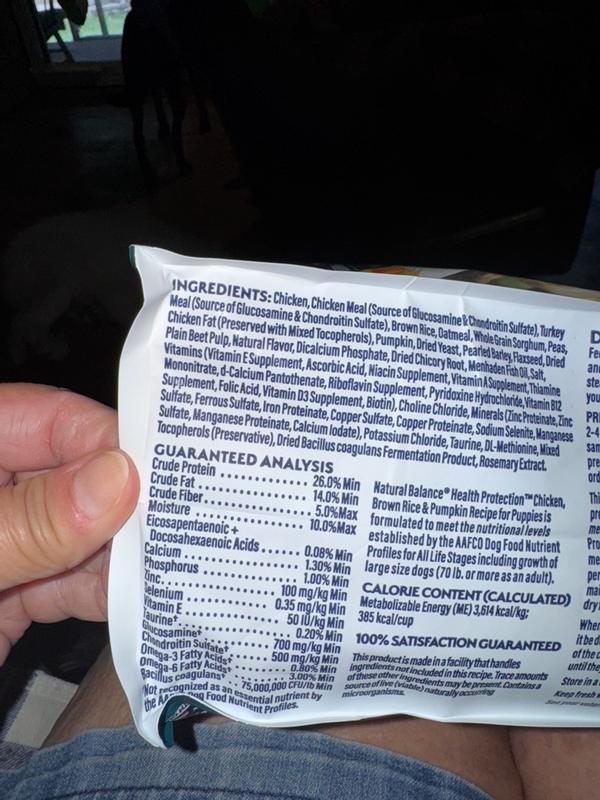 INGREDIENTS: Chicken, Chicken Meal (Source of Glucosamine & Chondroitin Sulfate), Turkey
Meal (Source of Glucosamine & Chondroitin Sulfate), Brown Rice, Oatmeal, Whole Grain Sorghum, Peas,
Chicken Fat (Preserved with Mixed Tocopherols), Pumpkin, Dried Yeast, Pearled Barley, Flaxseed, Dried
Plain Beet Pulp, Natural Flavor, Dicalcium Phosphate, Dried Chicory Root, Menhaden Fish Oil, Salt,
Vitamins (Vitamin E Supplement, Ascorbic Acid, Niacin Supplement, Vitamin A Supplement, Thiamine
Mononitrate, d-Calcium Pantothenate, Riboflavin Supplement, Pyridoxine Hydrochloride, Vitamin B12
Supplement, Folic Acid, Vitamin D3 Supplement, Biotin), Choline Chloride, Minerals (Zinc Proteinate, Zinc
Sulfate, Ferrous Sulfate, Iron Proteinate, Copper Sulfate, Copper Proteinate, Sodium Selenite, Manganese
Sulfate, Manganese Proteinate, Calcium Iodate), Potassium Chloride, Taurine, DL-Methionine, Mixed
Tocopherols (Preservative), Dried Bacillus coagulans Fermentation Product, Rosemary Extract.
GUARANTEED ANALYSIS
Crude Protein .............. 26.0% Min
Crude Fat .................. 14.0% Min
Crude Fiber ................ 5.0% Max
Moisture ................... 10.0% Max
Eicosapentaenoic +
Docosahexaenoic Acids ...... 0.08% Min
Calcium .................... 1.30% Min
Phosphorus ................. 1.00% Min
Zinc ....................... 100 mg/kg Min
Selenium ................... 0.35 mg/kg Min
Vitamin E .................. 50 IU/kg Min
Taurine* ................... 0.20% Min
Glucosamine* ............... 700 mg/kg Min
Chondroitin Sulfate* ....... 500 mg/kg Min
Omega-3 Fatty Acids* ....... 0.80% Min
Omega-6 Fatty Acids* ....... 3.00% Min
Bacillus coagulans* ........ 75,000,000 CFU/lb Min
*Not recognized as an essential nutrient by
the AAFCO Dog Food Nutrient Profiles.
Natural Balance® Health Protection™ Chicken,
Brown Rice & Pumpkin Recipe for Puppies is
formulated to meet the nutritional levels
established by the AAFCO Dog Food Nutrient
Profiles for All Life Stages including growth of
large size dogs (70 lb. or more as an adult).
CALORIE CONTENT (CALCULATED)
Metabolizable Energy (ME) 3,614 kcal/kg;
385 kcal/cup
100% SATISFACTION GUARANTEED
This product is made in a facility that handles
ingredients not included in this recipe. Trace amounts
of these other ingredients may be present. Contains a
source of live (viable) naturally occurring
microorganisms.
2-4
When
it be d
of the c
until the
Store in a
Keep fresh